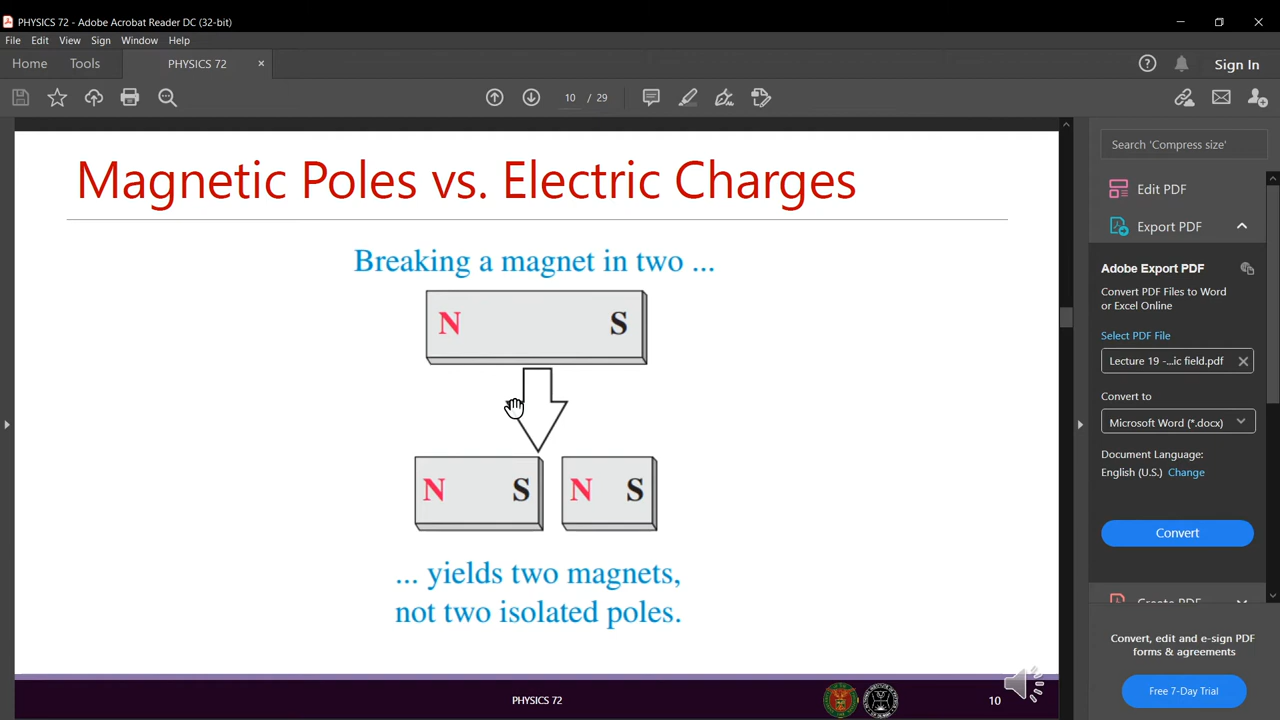 PHYSICS 72 - Adobe Acrobat Reader DC (32-bit)
File Edit View Sign Window Help
Home Tools PHYSICS 72 ×
Sign In
10 / 29
Magnetic Poles vs. Electric Charges
Breaking a magnet in two ...
N S
N S N S
... yields two magnets,
not two isolated poles.
PHYSICS 72
10
Search 'Compress size'
Edit PDF
Export PDF
Adobe Export PDF
Convert PDF Files to Word
or Excel Online
Select PDF File
Lecture 19 -...ic field.pdf
Convert to
Microsoft Word (*.docx)
Document Language:
English (U.S.) Change
Convert
Create PDF
Convert, edit and e-sign PDF
forms & agreements
Free 7-Day Trial